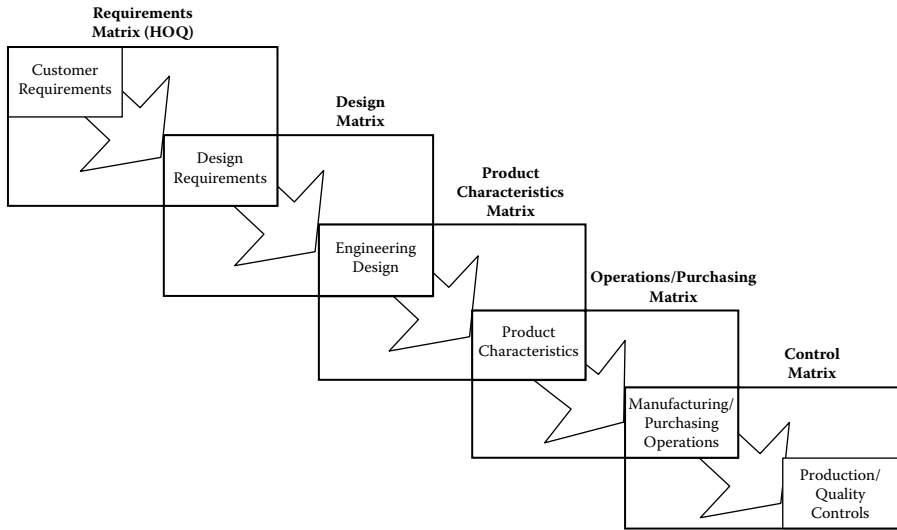 Requirements
Matrix (HOQ)
Customer
Requirements
Design
Matrix
Design
Requirements
Product
Characteristics
Matrix
Engineering
Design
Operations/Purchasing
Matrix
Product
Characteristics
Control
Matrix
Manufacturing/
Purchasing
Operations
Production/
Quality
Controls